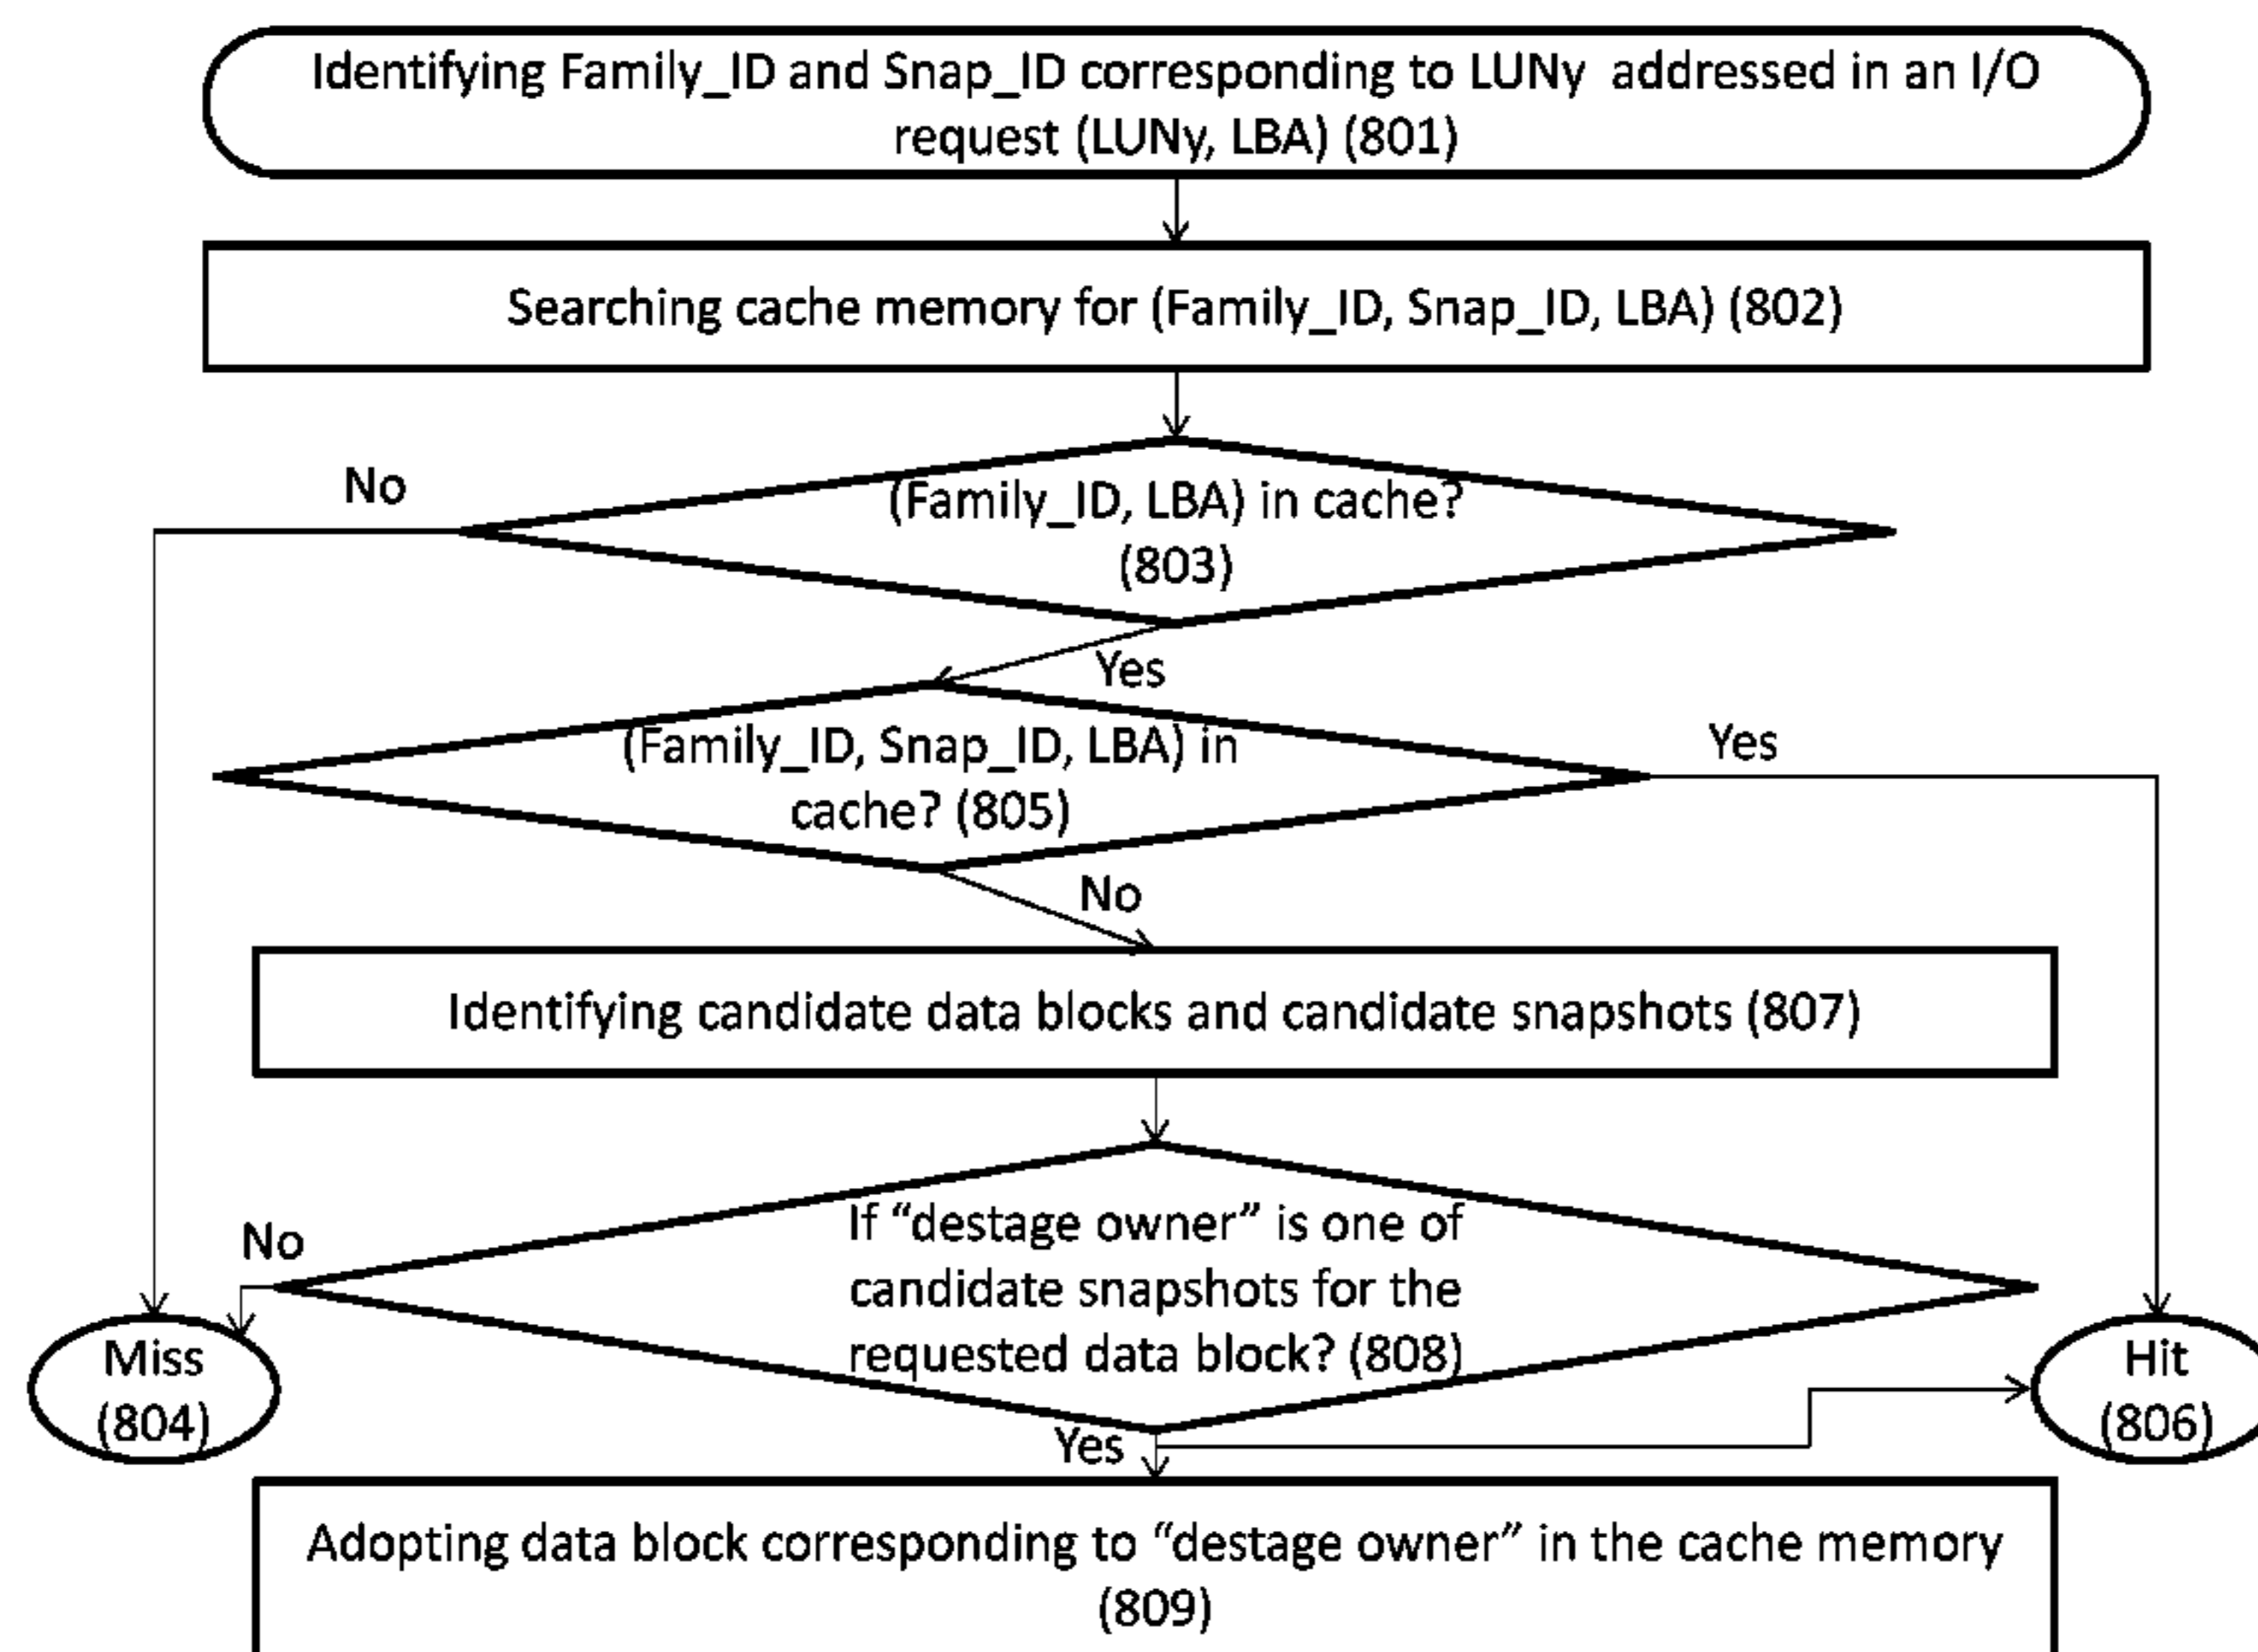 Identifying Family_ID and Snap_ID corresponding to LUNy addressed in an I/O
request (LUNy, LBA) (801)
Searching cache memory for (Family_ID, Snap_ID, LBA) (802)
No
(Family_ID, LBA) in cache?
(803)
Yes
(Family_ID, Snap_ID, LBA) in
cache? (805)
Yes
No
Identifying candidate data blocks and candidate snapshots (807)
No
If “destage owner” is one of
candidate snapshots for the
requested data block? (808)
Miss
(804)
Hit
(806)
Yes
Adopting data block corresponding to “destage owner” in the cache memory
(809)